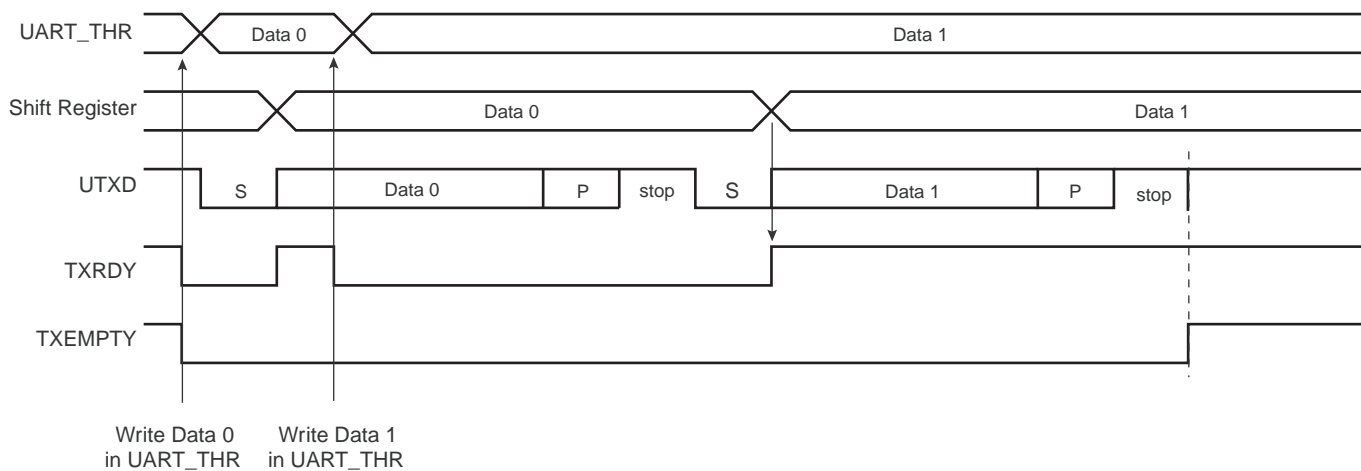 UART_THR
Data 0
Data 1
Shift Register
Data 0
Data 1
UTXD
S
Data 0
P
stop
S
Data 1
P
stop
TXRDY
TXEMPTY
Write Data 0
in UART_THR
Write Data 1
in UART_THR